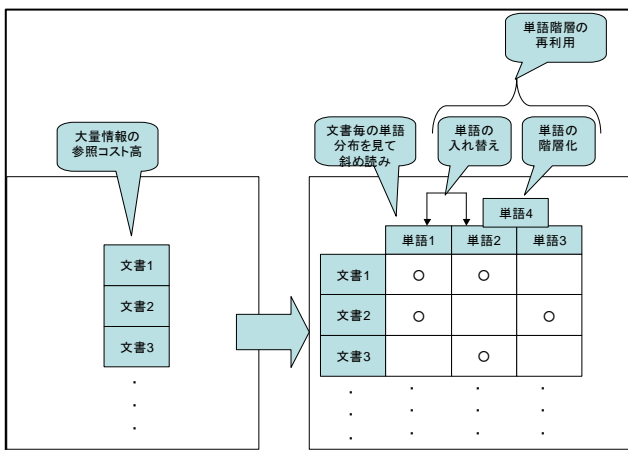 単語階層の
再利用
大量情報の
参照コスト高
文書毎の単語
分布を見て
斜め読み
単語の
入れ替え
単語の
階層化
単語4
単語1 単語2 単語3
文書1
文書2
文書3
・
・
・
文書1 ○ ○
文書2 ○ ○
文書3 ○
・ ・ ・ ・
・ ・ ・ ・
・ ・ ・ ・